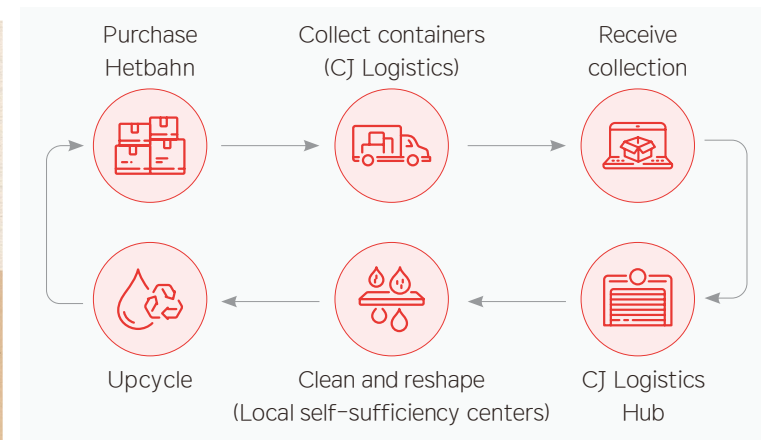 Purchase
Hetbahn
Collect containers
(CJ Logistics)
Receive
collection
Upcycle
Clean and reshape
(Local self-sufficiency centers)
CJ Logistics
Hub